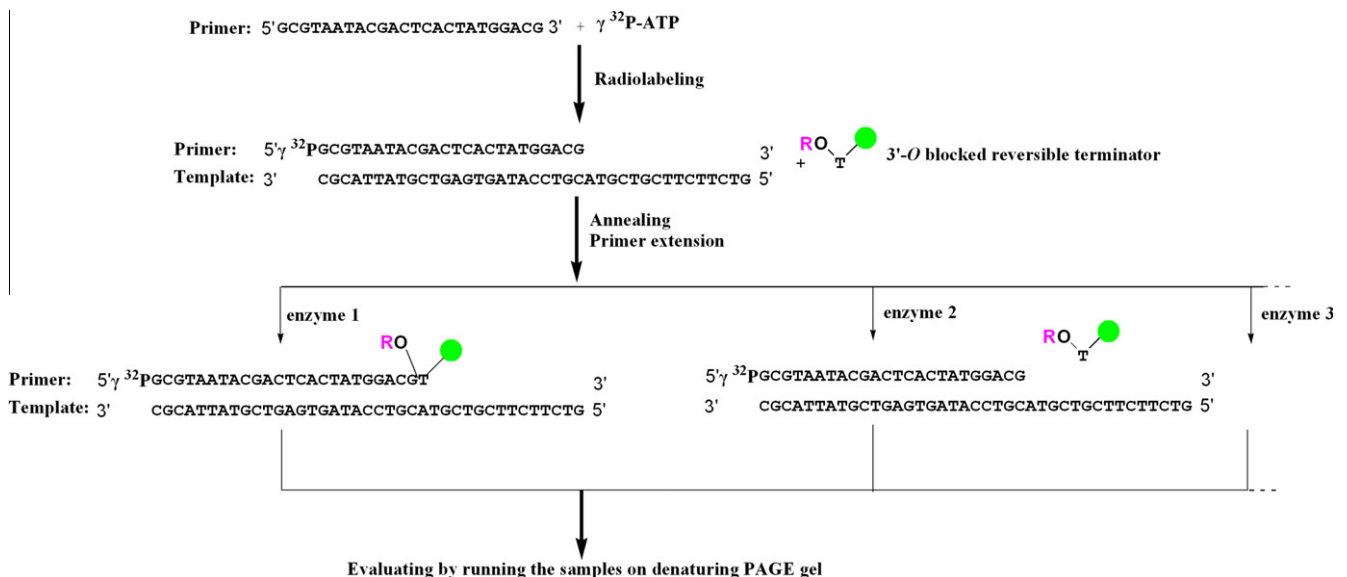 Primer: 5'GCGTAATACGACTCACTATGGACG 3' + γ 32P-ATP
Radiolabeling
Primer: 5'γ 32PGCGTAATACGACTCACTATGGACG 3'
Template: 3' CGCATTATGCTGAGTGATACCTGCATGCTGCTTCTTCTG 5'
+ RO T 3'-O blocked reversible terminator
Annealing
Primer extension
enzyme 1 enzyme 2 enzyme 3
RO RO T
Primer: 5'γ 32PGCGTAATACGACTCACTATGGACGT 3' 5'γ 32PGCGTAATACGACTCACTATGGACG 3'
Template: 3' CGCATTATGCTGAGTGATACCTGCATGCTGCTTCTTCTG 5' 3' CGCATTATGCTGAGTGATACCTGCATGCTGCTTCTTCTG 5'
Evaluating by running the samples on denaturing PAGE gel